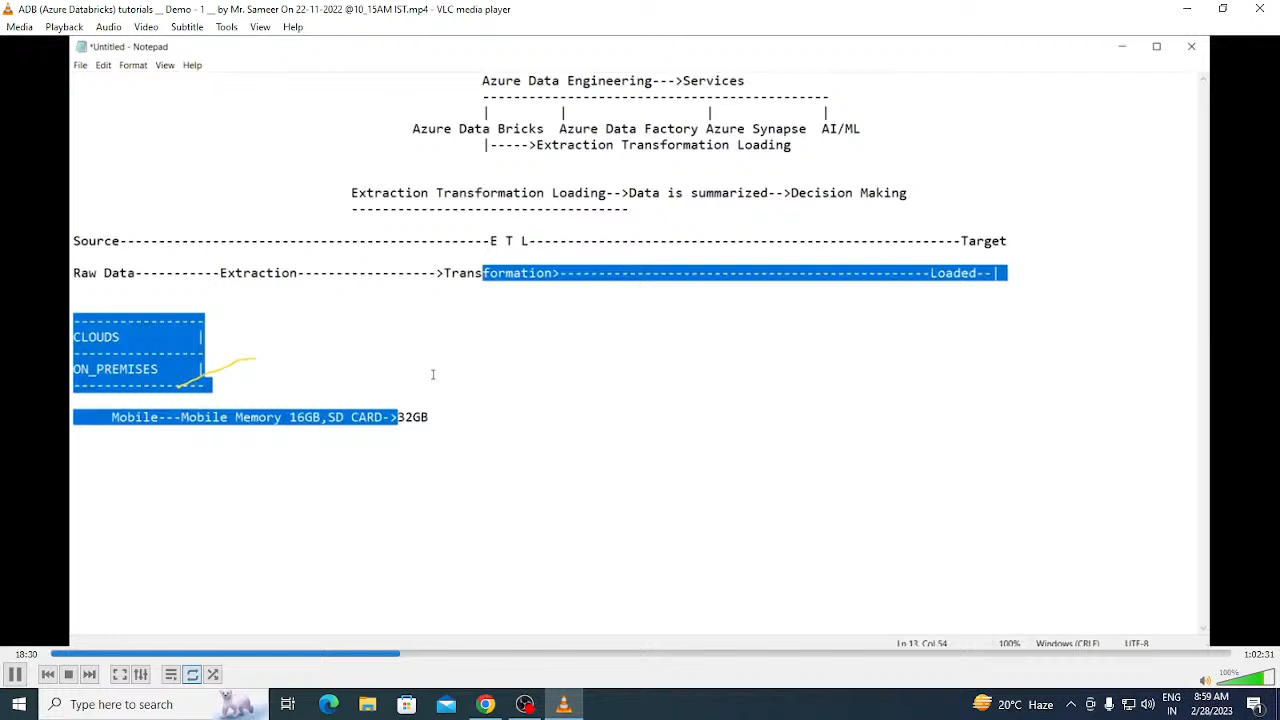 ADB (Azure Databricks) tutorials __ Demo - 1 __ by Mr. Sameer On 22-11-2022 @10_15AM IST.mp4 - VLC media player
Media Playback Audio Video Subtitle Tools View Help
*Untitled - Notepad
File Edit Format View Help
Azure Data Engineering--->Services
---------------------------------------------
| | | |
Azure Data Bricks Azure Data Factory Azure Synapse AI/ML
|----->Extraction Transformation Loading
Extraction Transformation Loading-->Data is summarized-->Decision Making
------------------------------------
Source------------------------------------------------E T L--------------------------------------------------------Target
Raw Data-----------Extraction------------------>Transformation>------------------------------------------------Loaded--|
-----------------
CLOUDS |
-----------------
ON_PREMISES |
-----------------
Mobile---Mobile Memory 16GB,SD CARD->32GB
Ln 13, Col 54 100% Windows (CRLF) UTF-8
18:30 1:02:31
100%
Type here to search
20°C Haze
ENG
IN
8:59 AM
2/28/2023